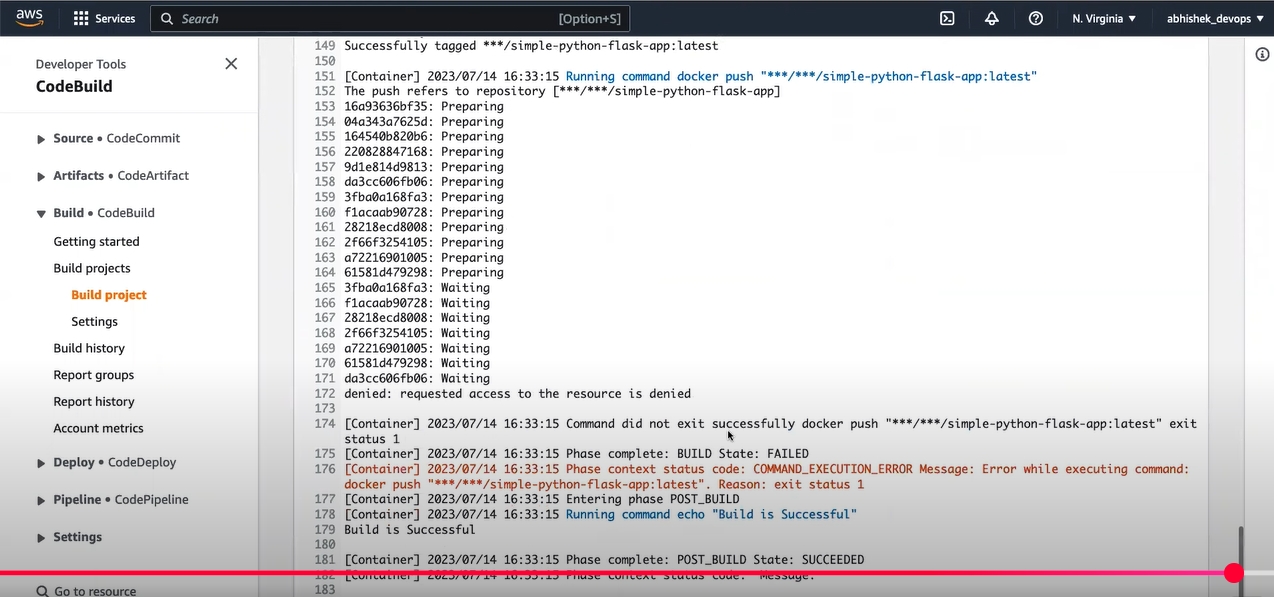 aws
Services
Search
[Option+S]
N. Virginia
abhishek_devops
Developer Tools
CodeBuild
Source • CodeCommit
Artifacts • CodeArtifact
Build • CodeBuild
Getting started
Build projects
Build project
Settings
Build history
Report groups
Report history
Account metrics
Deploy • CodeDeploy
Pipeline • CodePipeline
Settings
Go to resource
149 Successfully tagged ***/simple-python-flask-app:latest
150
151 [Container] 2023/07/14 16:33:15 Running command docker push "***/***/simple-python-flask-app:latest"
152 The push refers to repository [***/***/simple-python-flask-app]
153 16a93636bf35: Preparing
154 04a343a7625d: Preparing
155 164540b820b6: Preparing
156 220828847168: Preparing
157 9d1e814d9813: Preparing
158 da3cc606fb06: Preparing
159 3fba0a168fa3: Preparing
160 f1acaab90728: Preparing
161 28218ecd8008: Preparing
162 2f66f3254105: Preparing
163 a72216901005: Preparing
164 61581d479298: Preparing
165 3fba0a168fa3: Waiting
166 f1acaab90728: Waiting
167 28218ecd8008: Waiting
168 2f66f3254105: Waiting
169 a72216901005: Waiting
170 61581d479298: Waiting
171 da3cc606fb06: Waiting
172 denied: requested access to the resource is denied
173
174 [Container] 2023/07/14 16:33:15 Command did not exit successfully docker push "***/***/simple-python-flask-app:latest" exit
status 1
175 [Container] 2023/07/14 16:33:15 Phase complete: BUILD State: FAILED
176 [Container] 2023/07/14 16:33:15 Phase context status code: COMMAND_EXECUTION_ERROR Message: Error while executing command:
docker push "***/***/simple-python-flask-app:latest". Reason: exit status 1
177 [Container] 2023/07/14 16:33:15 Entering phase POST_BUILD
178 [Container] 2023/07/14 16:33:15 Running command echo "Build is Successful"
179 Build is Successful
180
181 [Container] 2023/07/14 16:33:15 Phase complete: POST_BUILD State: SUCCEEDED
182 [Container] 2023/07/14 16:33:15 Phase context status code: Message:
183